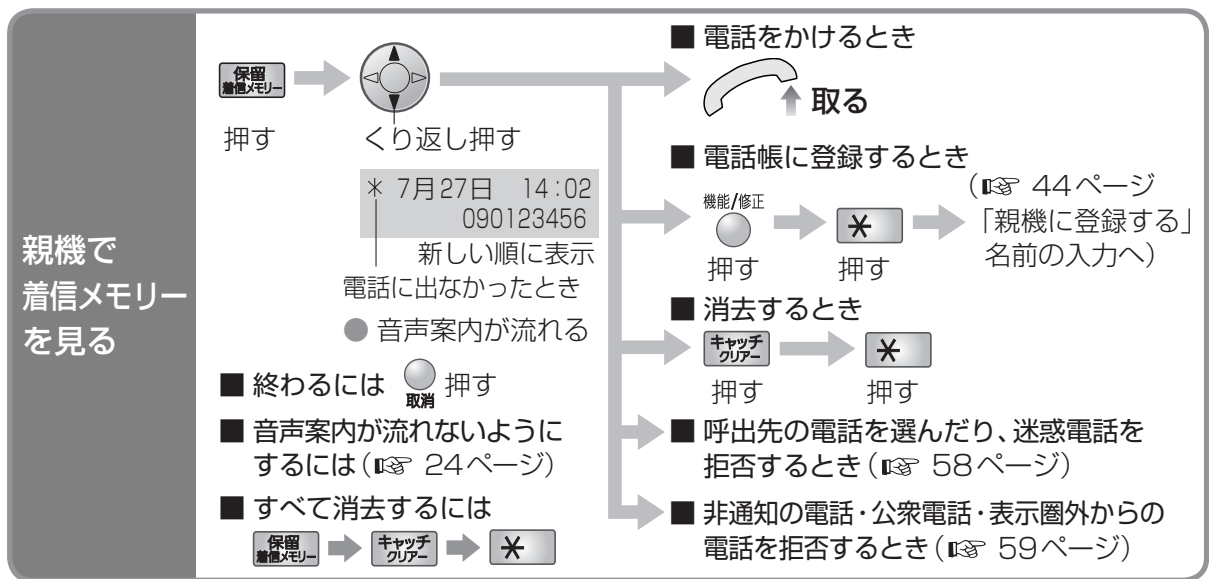 親機で
着信メモリー
を見る
保留
着信メモリー
押す
くり返し押す
＊ 7月27日 14:02
090123456
新しい順に表示
電話に出なかったとき
● 音声案内が流れる
■ 終わるには 取消 押す
■ 音声案内が流れないように
するには(☞ 24ページ)
■ すべて消去するには
保留
着信メモリー
キャッチ
クリアー
＊
■ 電話をかけるとき
取る
■ 電話帳に登録するとき
機能/修正
押す
＊
押す
(☞ 44ページ
「親機に登録する」
名前の入力へ)
■ 消去するとき
キャッチ
クリアー
押す
＊
押す
■ 呼出先の電話を選んだり、迷惑電話を
拒否するとき(☞ 58ページ)
■ 非通知の電話・公衆電話・表示圏外からの
電話を拒否するとき(☞ 59ページ)